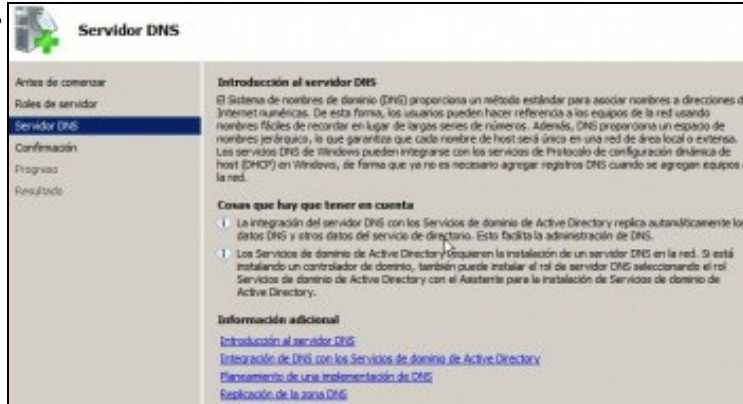 Servidor DNS
Antes de comenzar
Roles de servidor
Servidor DNS
Confirmación
Progreso
Resultado
Introducción al servidor DNS
El Sistema de nombres de dominio (DNS) proporciona un método estándar para asociar nombres a direcciones d
Internet numéricas. De esta forma, los usuarios pueden hacer referencia a los equipos de la red usando
nombres fáciles de recordar en lugar de largas series de números. Además, DNS proporciona un espacio de
nombres jerárquico, lo que garantiza que cada nombre de host será único en una red de área local o extensa.
Los servicios DNS de Windows pueden integrarse con los servicios de Protocolo de configuración dinámica de
host (DHCP) en Windows, de forma que ya no es necesario agregar registros DNS cuando se agregan equipos
la red.
Cosas que hay que tener en cuenta
La integración del servidor DNS con los Servicios de dominio de Active Directory replica automáticamente lo
datos DNS y otros datos del servicio de directorio. Esto facilita la administración de DNS.
Los Servicios de dominio de Active Directory requieren la instalación de un servidor DNS en la red. Si está
instalando un controlador de dominio, también puede instalar el rol de servidor DNS seleccionando el rol
Servicios de dominio de Active Directory con el Asistente para la instalación de Servicios de dominio de
Active Directory.
Información adicional
Introducción al servidor DNS
Integración de DNS con los Servicios de dominio de Active Directory
Planeamiento de una implementación de DNS
Replicación de la zona DNS